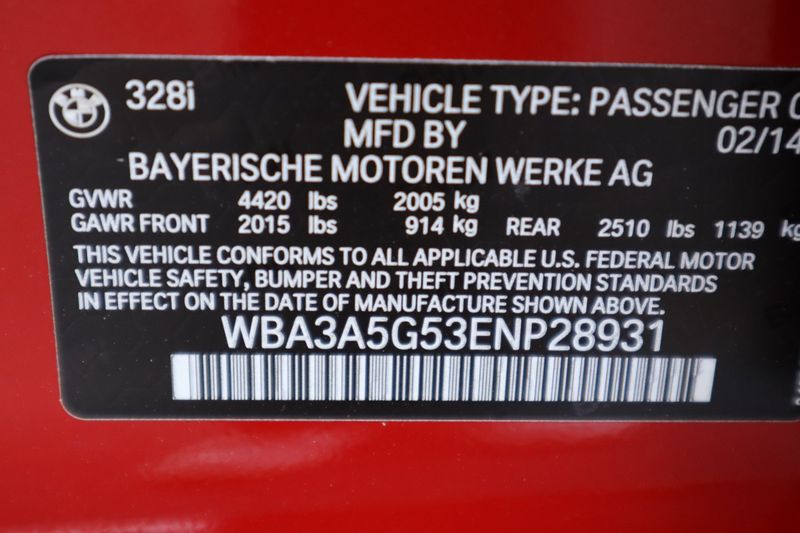 328i VEHICLE TYPE: PASSENGER C
MFD BY 02/14
BAYERISCHE MOTOREN WERKE AG
GVWR 4420 lbs 2005 kg
GAWR FRONT 2015 lbs 914 kg REAR 2510 lbs 1139 kg
THIS VEHICLE CONFORMS TO ALL APPLICABLE U.S. FEDERAL MOTOR
VEHICLE SAFETY, BUMPER AND THEFT PREVENTION STANDARDS
IN EFFECT ON THE DATE OF MANUFACTURE SHOWN ABOVE.
WBA3A5G53ENP28931